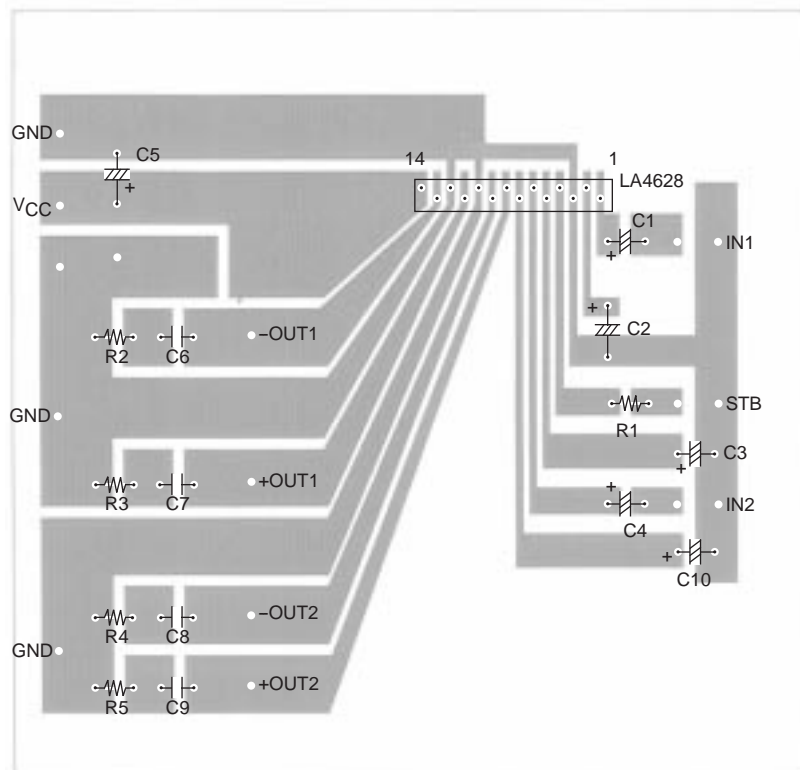 GND
C5
+
14
1
LA4628
VCC
C1
+
IN1
+
C2
−OUT1
R2
C6
GND
STB
R1
C3
+
+OUT1
R3
C7
+
C4
IN2
+
C10
−OUT2
R4
C8
GND
+OUT2
R5
C9